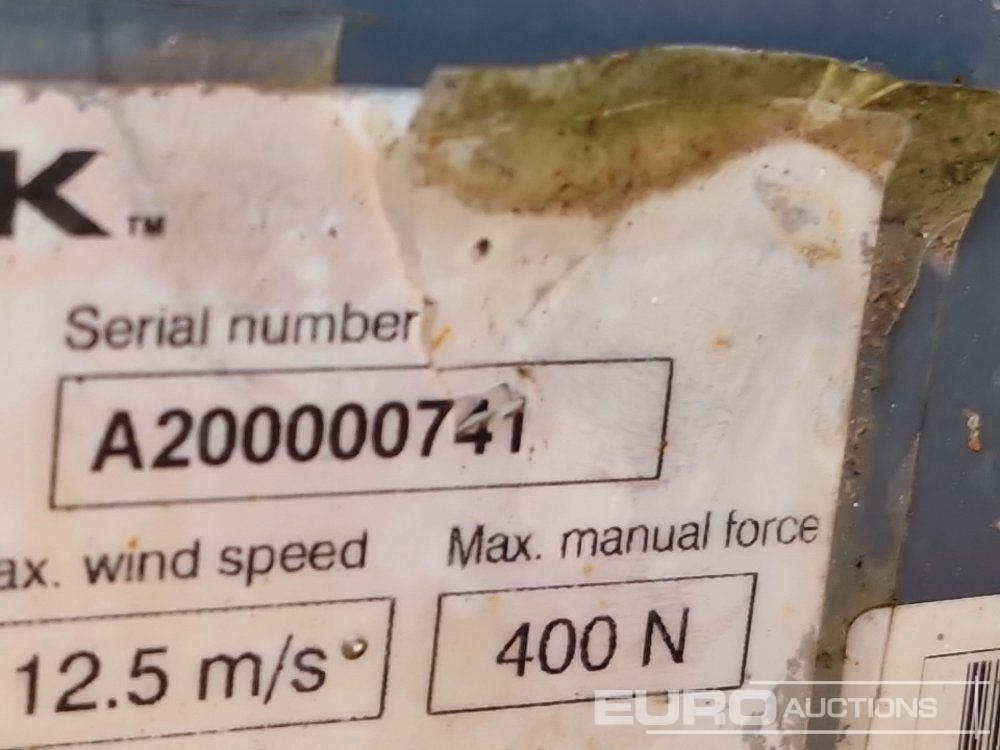 K™
Serial number
A200000741
ax. wind speed
Max. manual force
12.5 m/s
400 N
EURO AUCTIONS